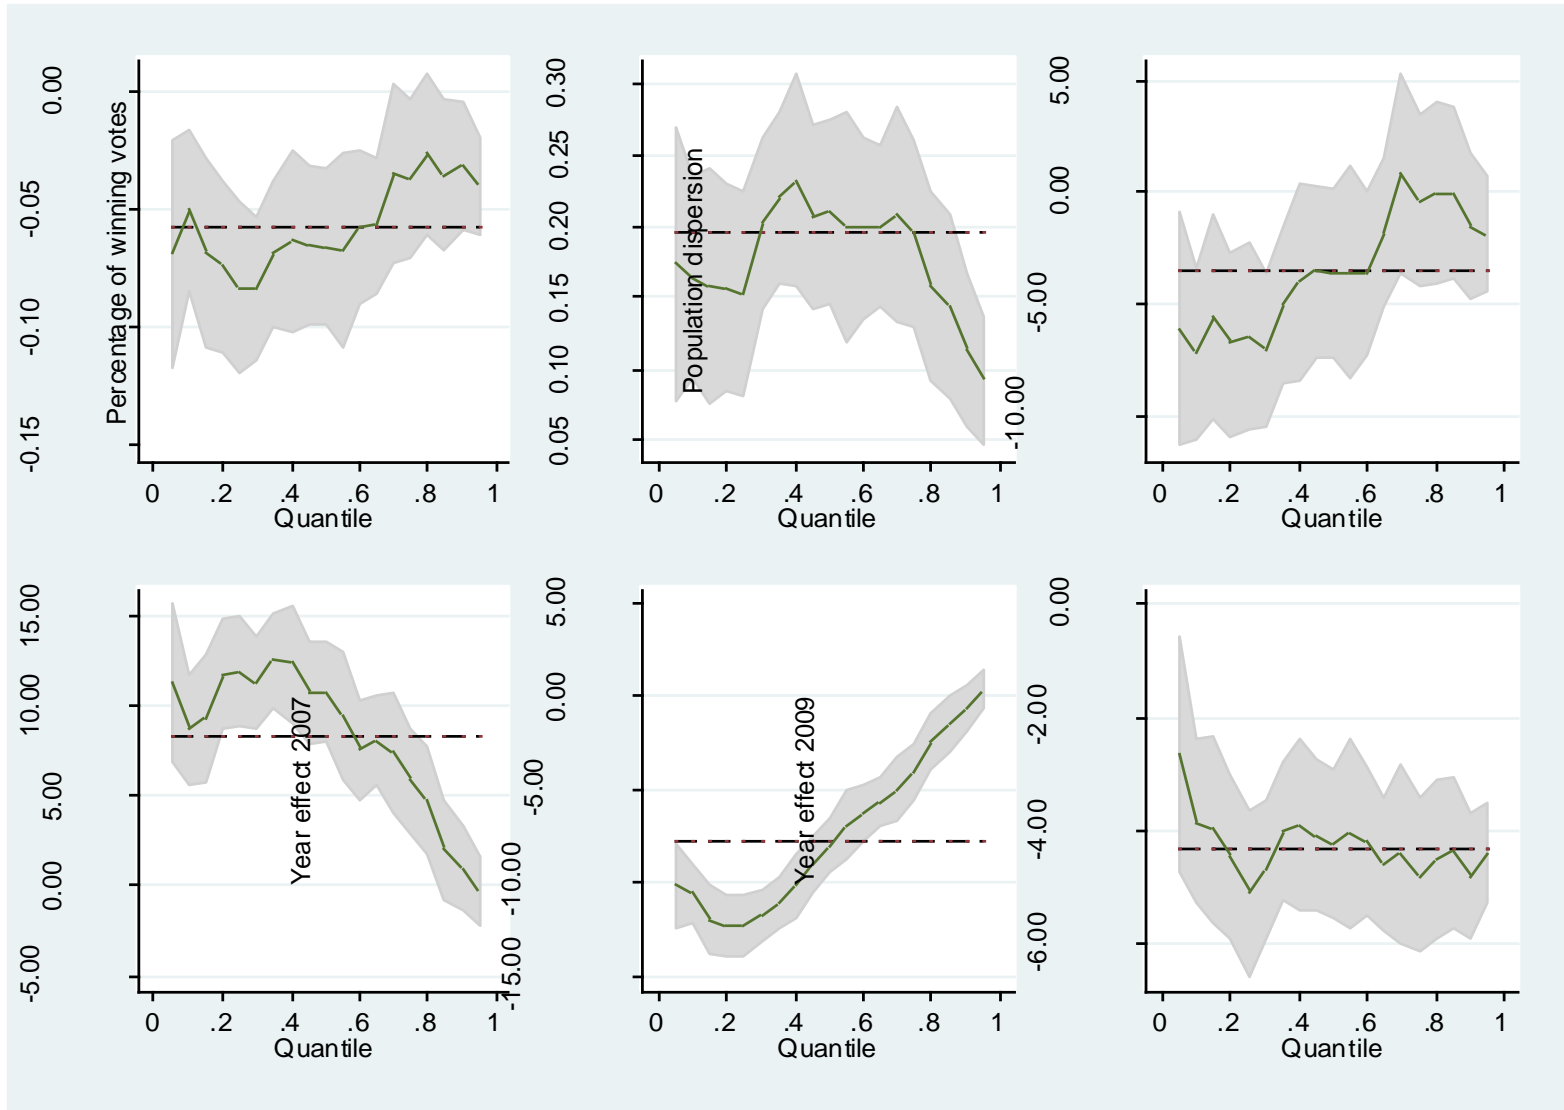 0.00
-0.05
-0.10
-0.15
Percentage of winning votes
0 .2 .4 .6 .8 1
Quantile
0.30
0.25
0.20
0.15
0.10
0.05
Population dispersion
0 .2 .4 .6 .8 1
Quantile
5.00
0.00
-5.00
-10.00
0 .2 .4 .6 .8 1
Quantile
15.00
10.00
5.00
0.00
-5.00
Year effect 2007
0 .2 .4 .6 .8 1
Quantile
5.00
0.00
-5.00
-10.00
-15.00
Year effect 2009
0 .2 .4 .6 .8 1
Quantile
0.00
-2.00
-4.00
-6.00
0 .2 .4 .6 .8 1
Quantile